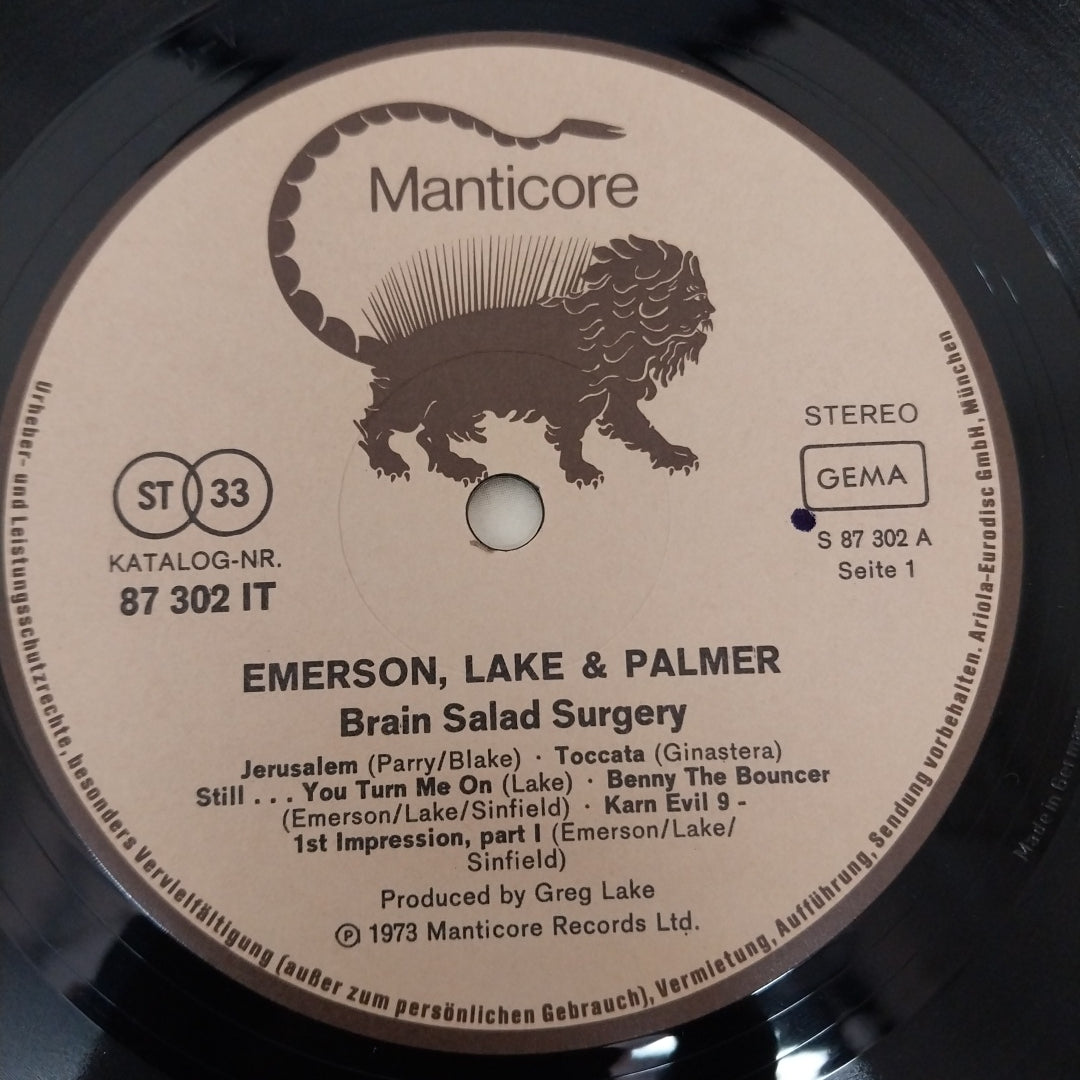 Manticore
STEREO
GEMA
S 87 302 A
Seite 1
ST 33
KATALOG-NR.
87 302 IT
EMERSON, LAKE & PALMER
Brain Salad Surgery
Jerusalem (Parry/Blake) · Toccata (Ginastera)
Still . . . You Turn Me On (Lake) · Benny The Bouncer
(Emerson/Lake/Sinfield) · Karn Evil 9 -
1st Impression, part I (Emerson/Lake/
Sinfield)
Produced by Greg Lake
Ⓟ 1973 Manticore Records Ltd.
Urheber- und Leistungsschutzrechte, besonders Vervielfältigung (außer zum persönlichen Gebrauch), Vermietung, Aufführung, Sendung vorbehalten. Ariola-Eurodisc GmbH, München
Made in